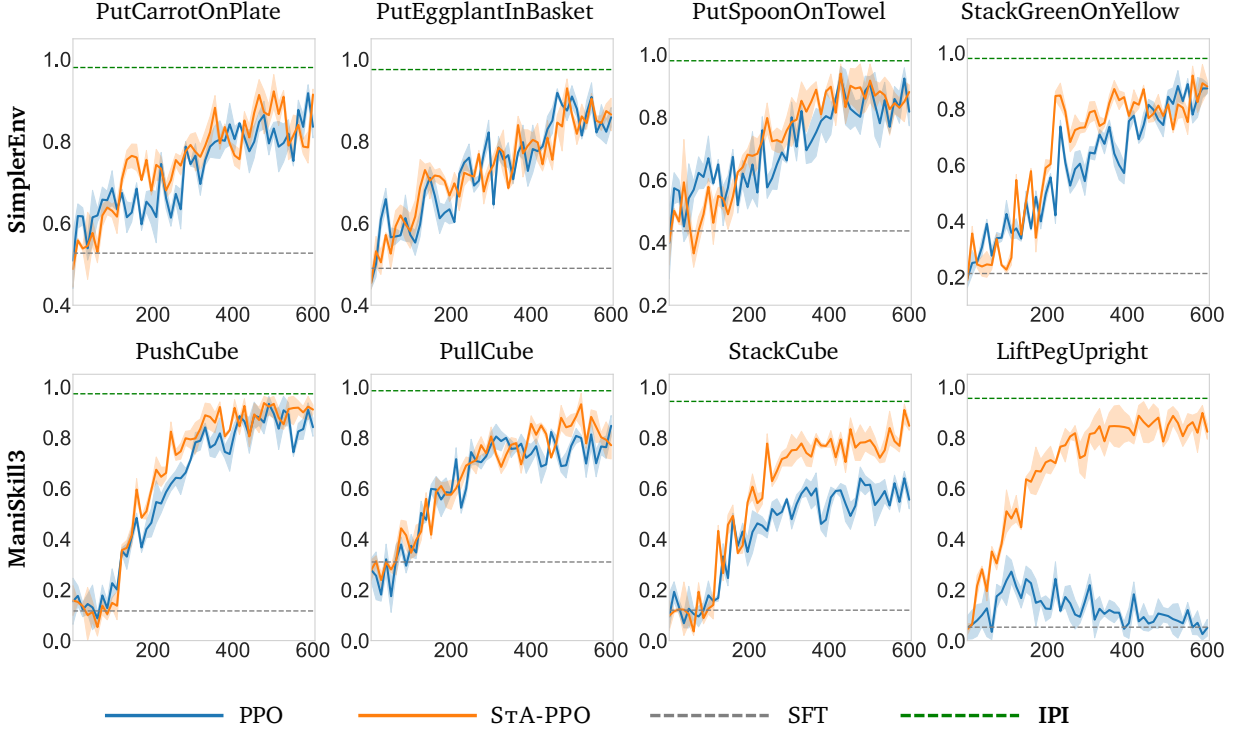 PutCarrotOnPlate PutEggplantInBasket PutSpoonOnTowel StackGreenOnYellow
SimplerEnv
1.0 0.8 0.6 0.4 200 400 600
1.0 0.8 0.6 0.4 200 400 600
1.0 0.8 0.6 0.4 0.2 200 400 600
1.0 0.8 0.6 0.4 0.2 200 400 600
PushCube PullCube StackCube LiftPegUpright
ManiSkill3
1.0 0.8 0.6 0.4 0.2 0.0 200 400 600
1.0 0.8 0.6 0.4 0.2 0.0 200 400 600
1.0 0.8 0.6 0.4 0.2 0.0 200 400 600
1.0 0.8 0.6 0.4 0.2 0.0 200 400 600
PPO STA-PPO SFT IPI